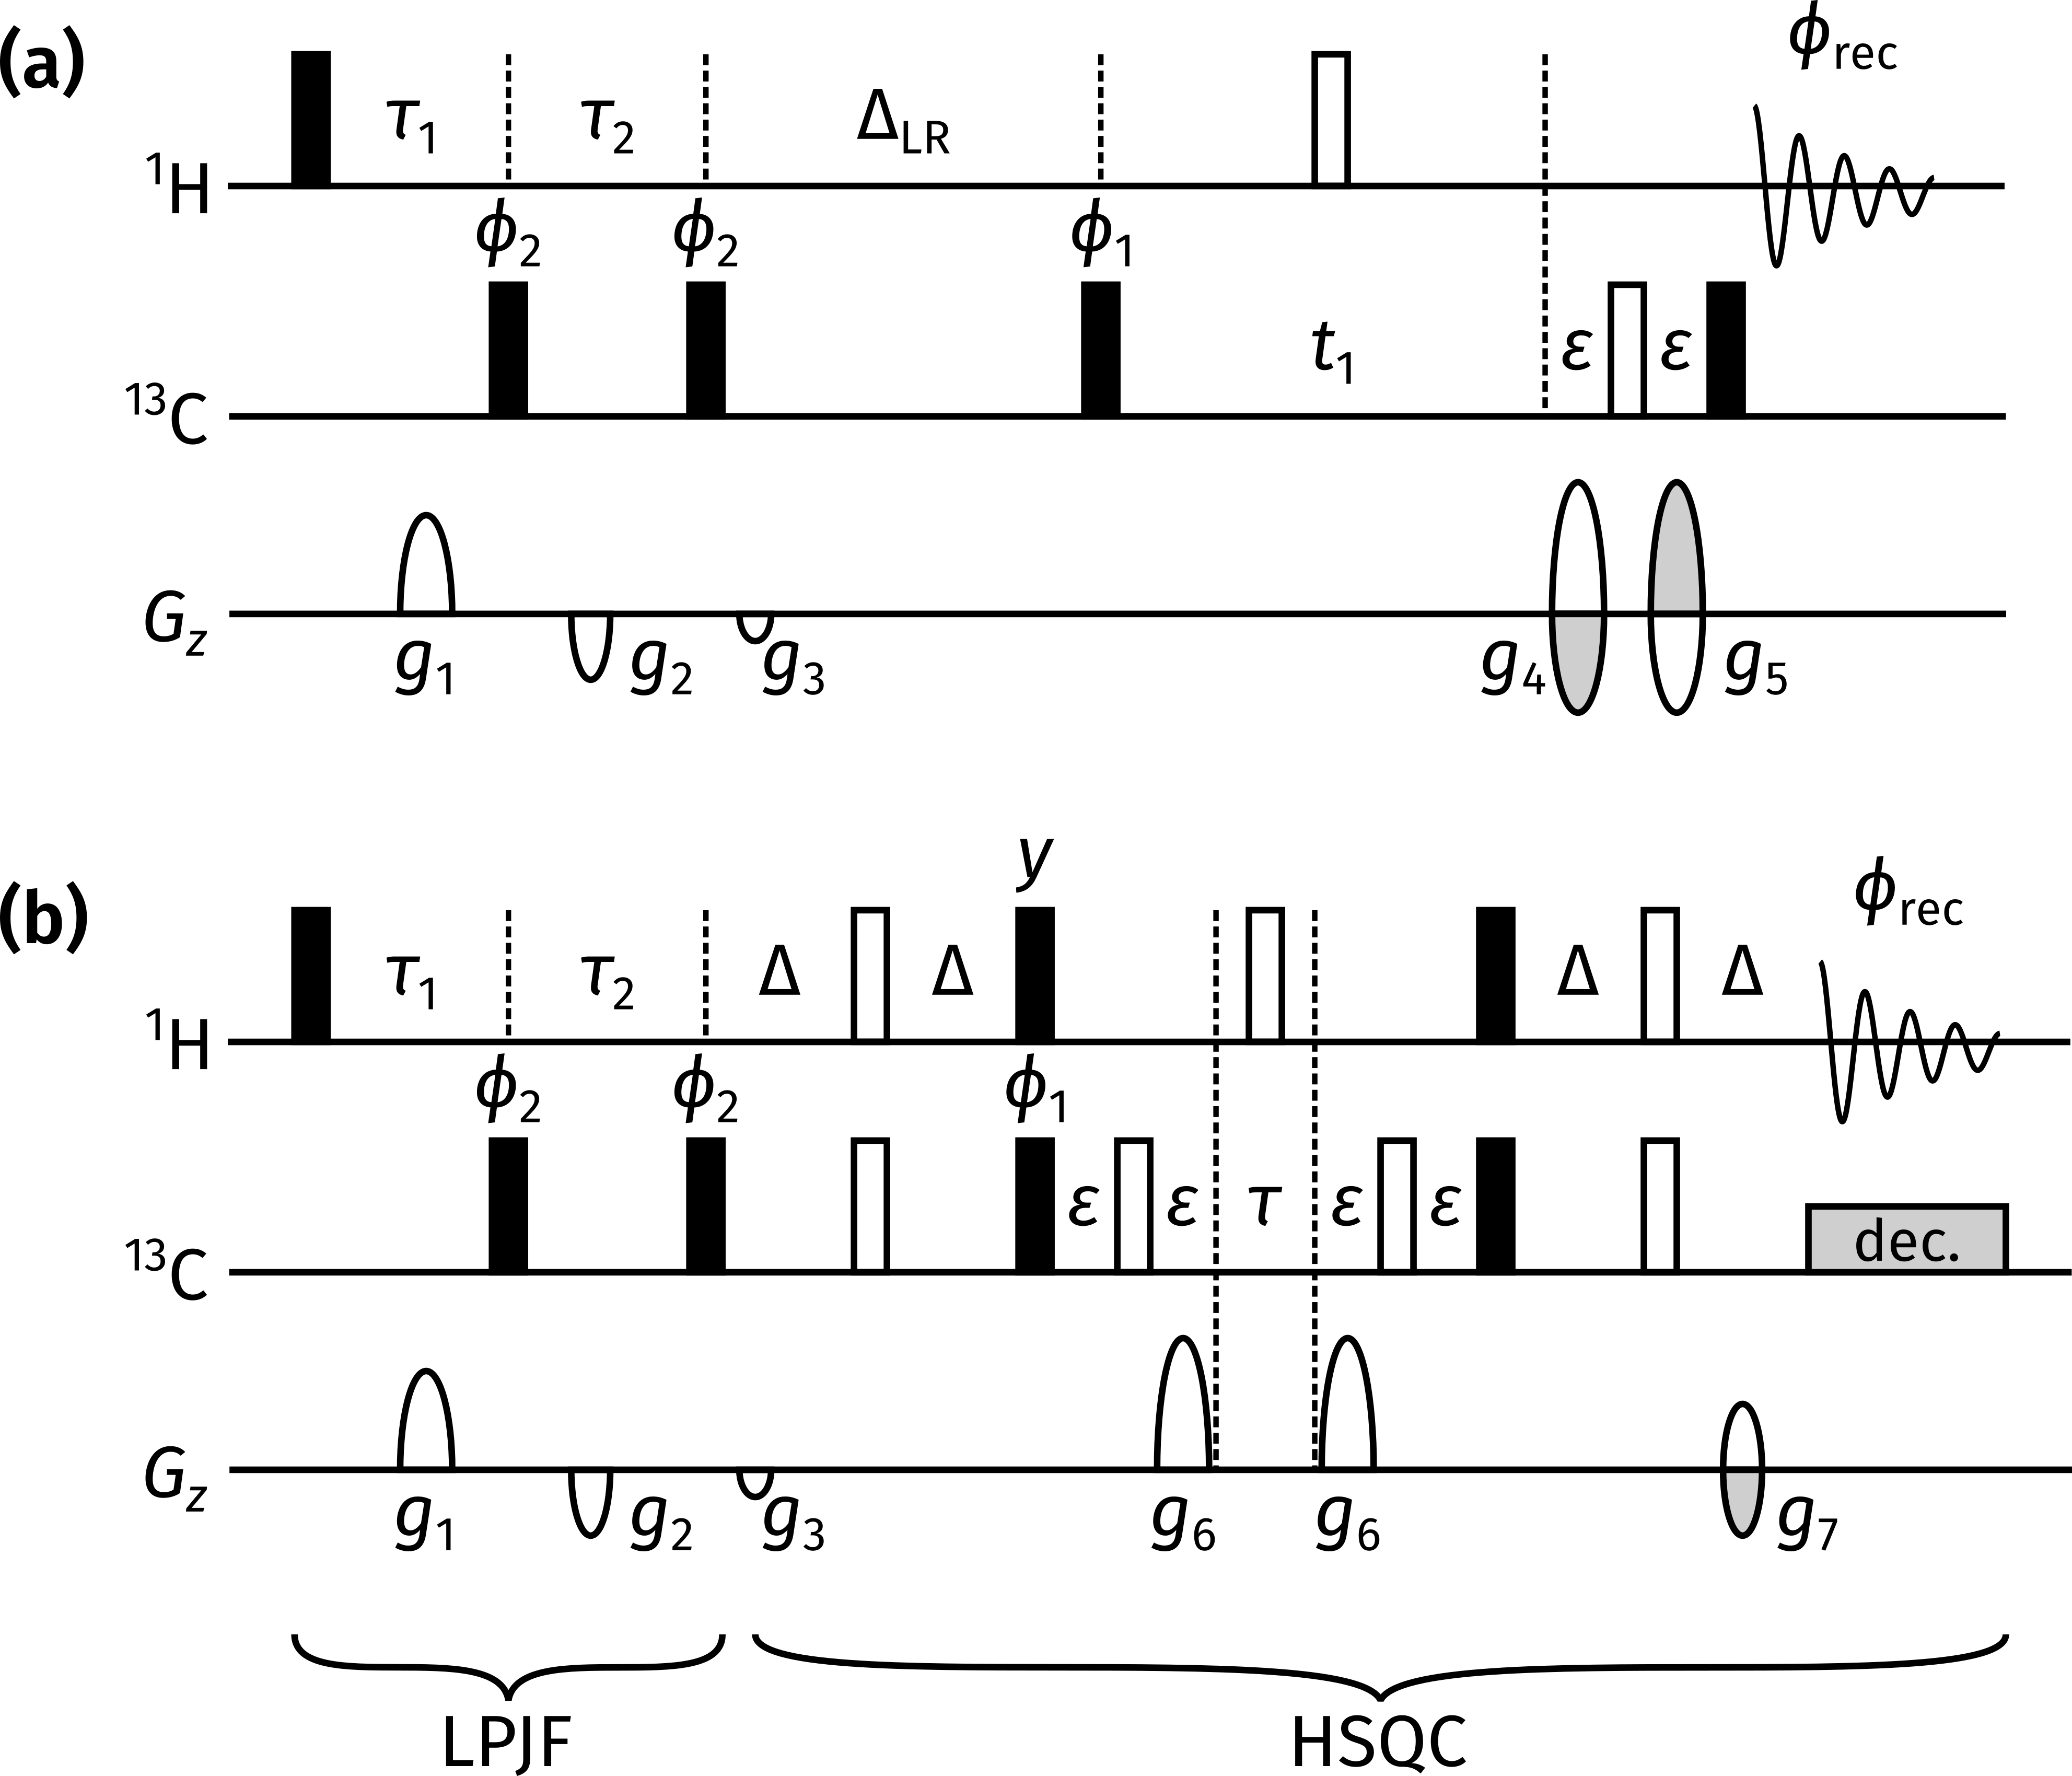 (a)
ϕrec
τ1 τ2 ΔLR
1H
ϕ2 ϕ2 ϕ1
t1 ε ε
13C
Gz
g1 g2 g3 g4 g5
(b)
y
ϕrec
τ1 τ2 Δ Δ Δ Δ
1H
ϕ2 ϕ2 ϕ1
ε ε τ ε ε
13C
dec.
Gz
g1 g2 g3 g6 g6 g7
LPJF HSQC